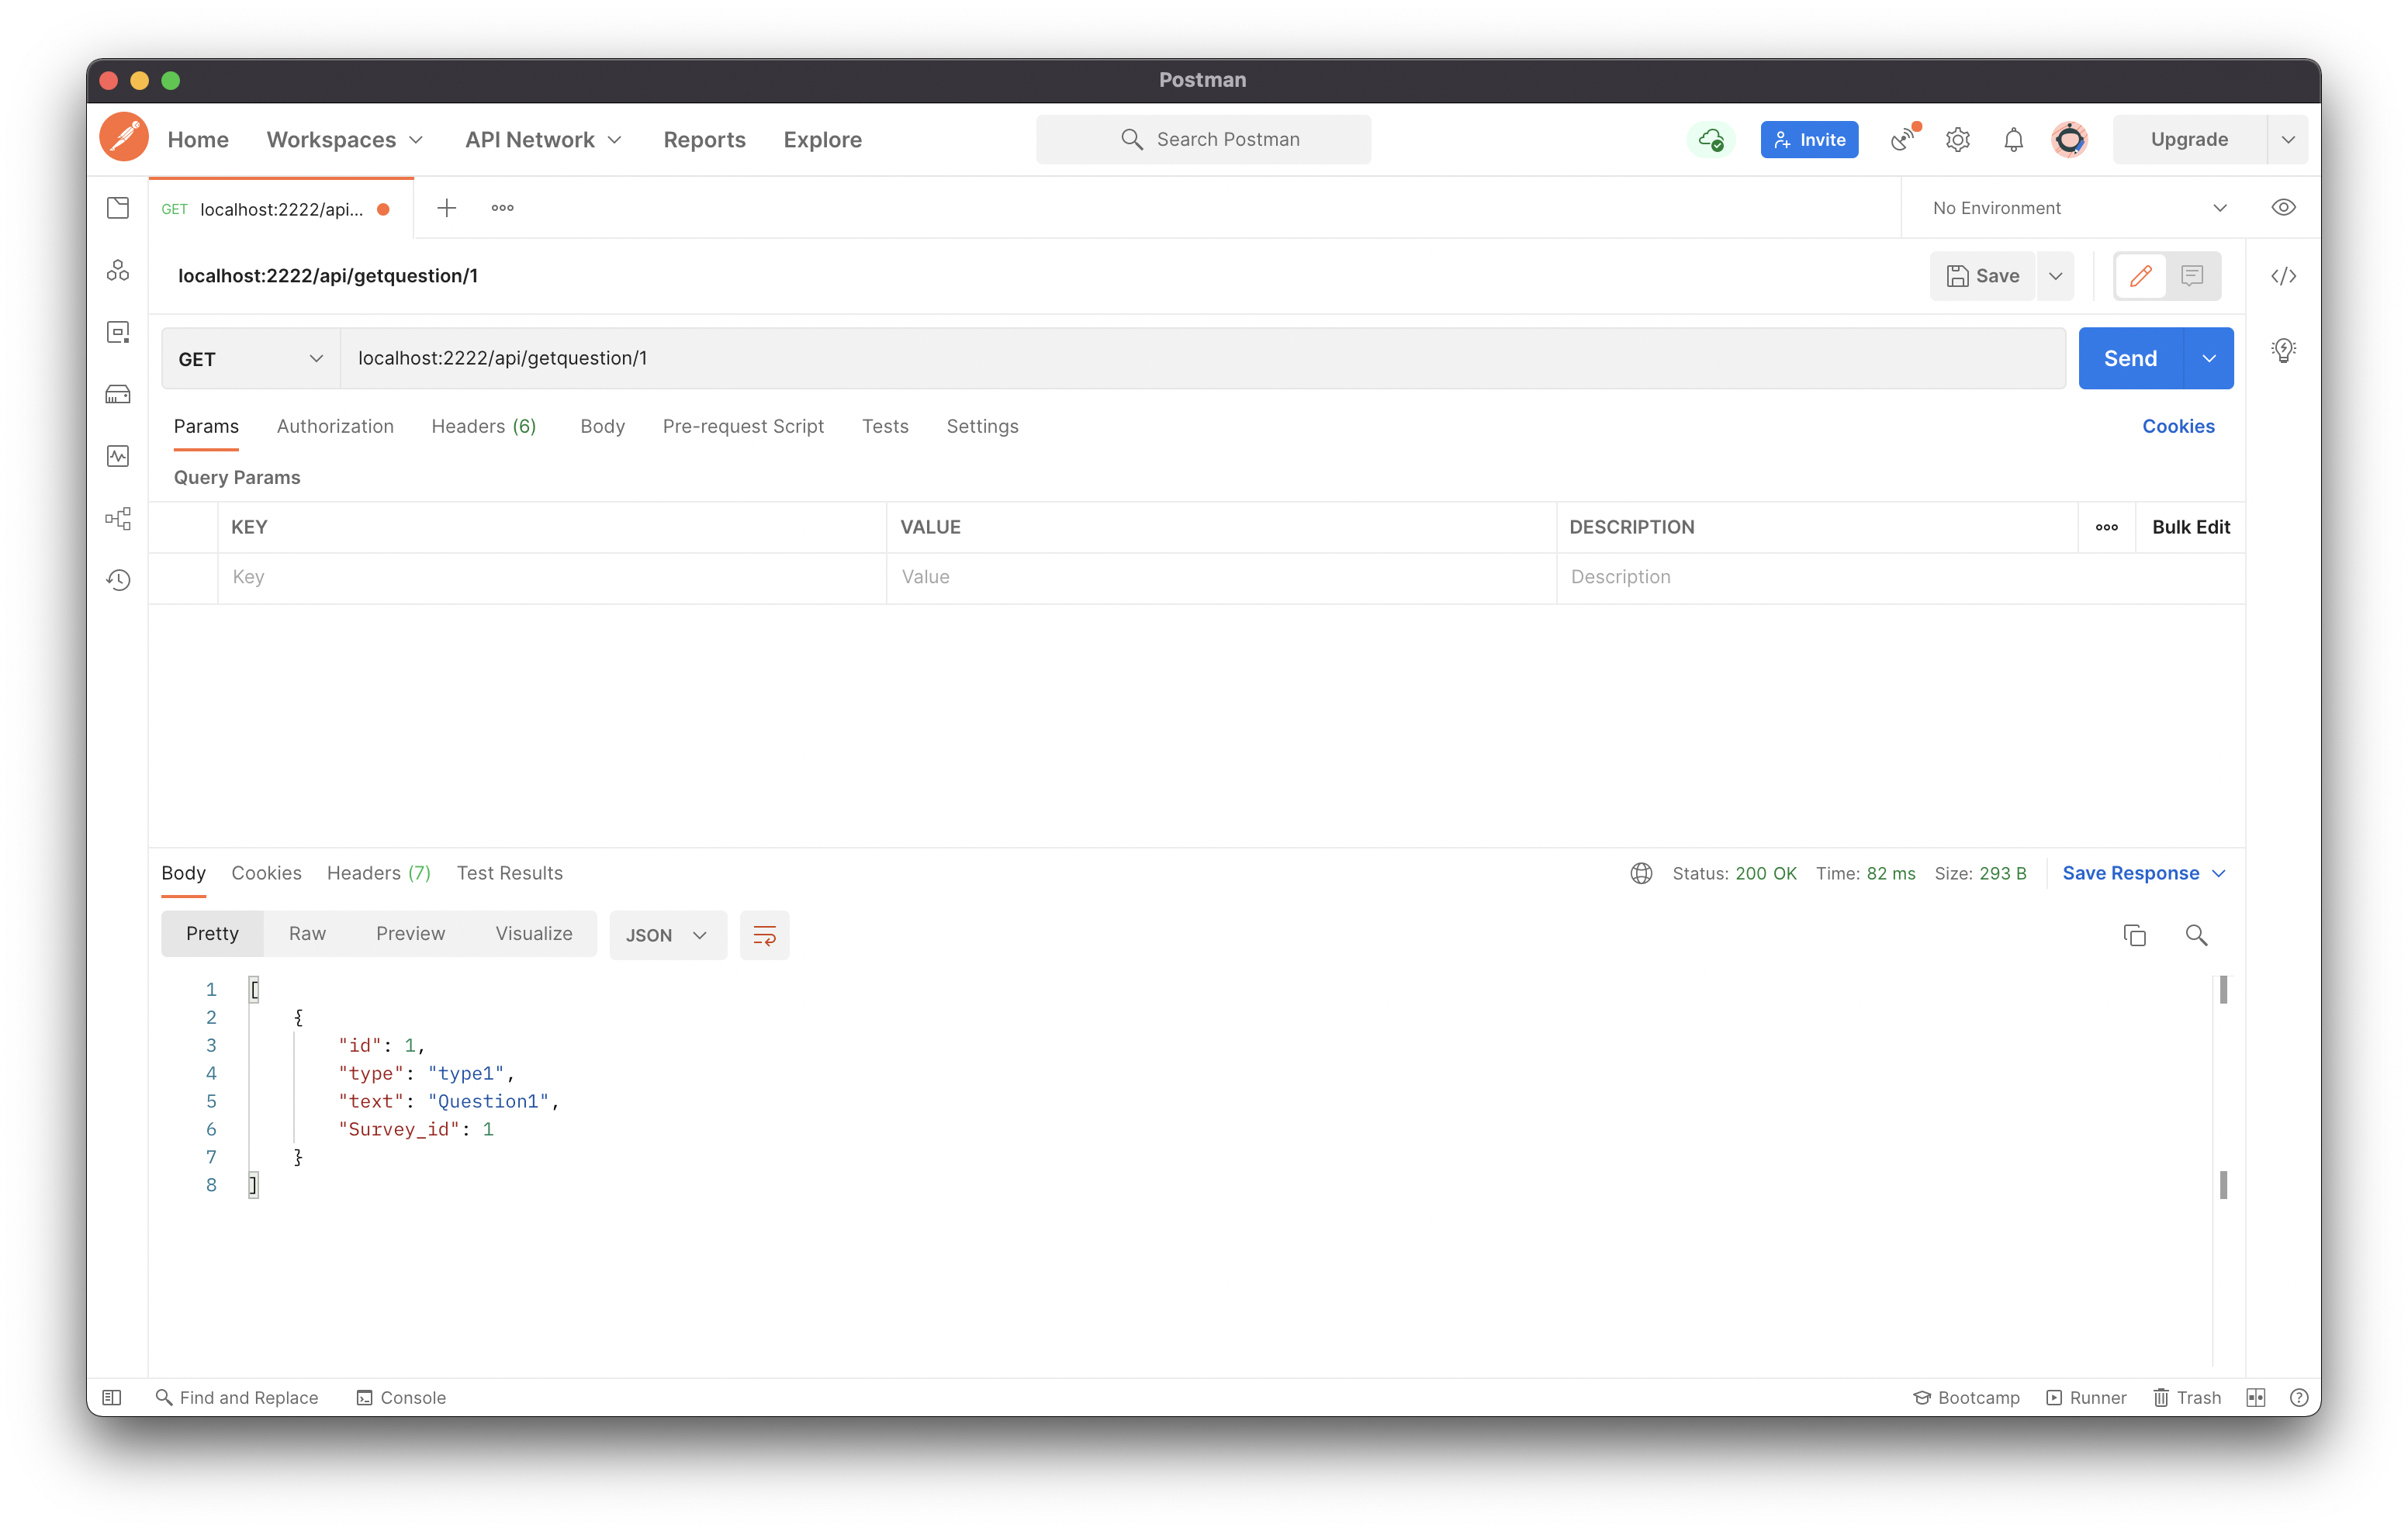 Postman
Home Workspaces API Network Reports Explore Search Postman Invite Upgrade
GET localhost:2222/api... No Environment
localhost:2222/api/getquestion/1 Save
GET localhost:2222/api/getquestion/1 Send
Params Authorization Headers (6) Body Pre-request Script Tests Settings Cookies
Query Params
KEY VALUE DESCRIPTION Bulk Edit
Key Value Description
Body Cookies Headers (7) Test Results Status: 200 OK Time: 82 ms Size: 293 B Save Response
Pretty Raw Preview Visualize JSON
1 [
2 {
3 "id": 1,
4 "type": "type1",
5 "text": "Question1",
6 "Survey_id": 1
7 }
8 ]
Find and Replace Console Bootcamp Runner Trash